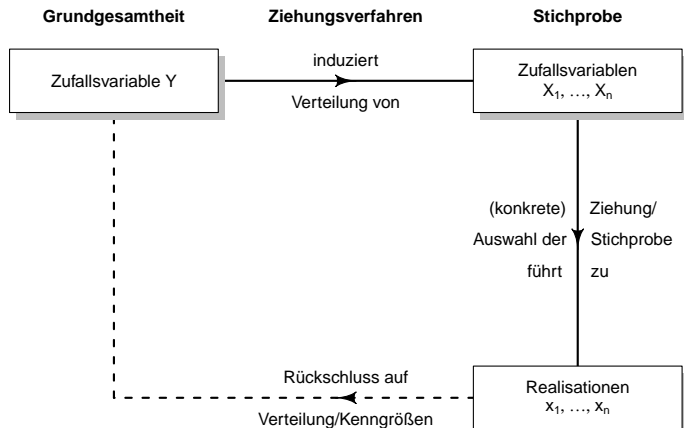 Grundgesamtheit
Ziehungsverfahren
Stichprobe
Zufallsvariable Y
induziert
Verteilung von
Zufallsvariablen
X₁, …, Xₙ
(konkrete) Ziehung/
Auswahl der Stichprobe
führt zu
Rückschluss auf
Verteilung/Kenngrößen
Realisationen
x₁, …, xₙ